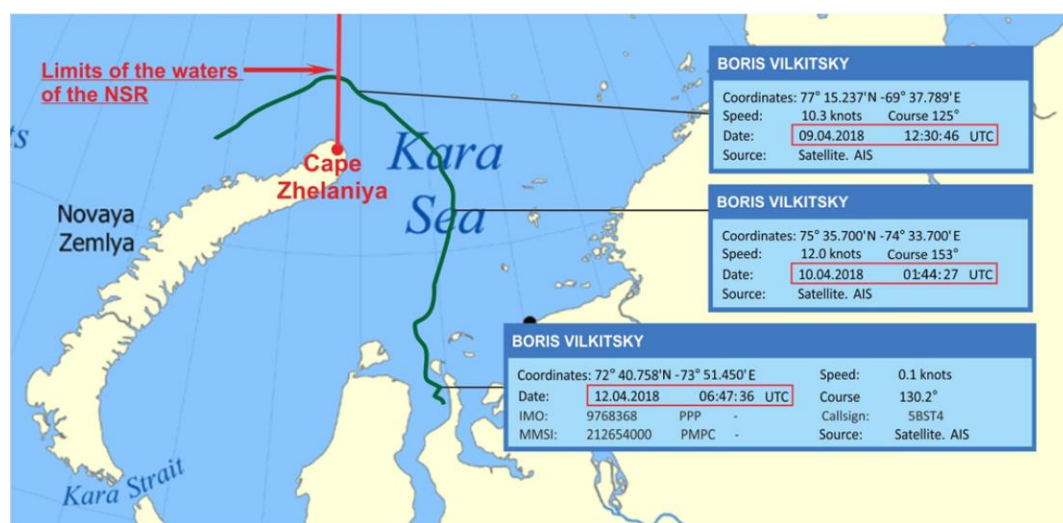 Limits of the waters
of the NSR
ts
Cape
Zhelaniya
Kara
Sea
Novaya
Zemlya
Kara Strait
BORIS VILKITSKY
Coordinates: 77° 15.237'N -69° 37.789'E
Speed: 10.3 knots Course 125°
Date: 09.04.2018 12:30:46 UTC
Source: Satellite. AIS
BORIS VILKITSKY
Coordinates: 75° 35.700'N -74° 33.700'E
Speed: 12.0 knots Course 153°
Date: 10.04.2018 01:44:27 UTC
Source: Satellite. AIS
BORIS VILKITSKY
Coordinates: 72° 40.758'N -73° 51.450'E Speed: 0.1 knots
Date: 12.04.2018 06:47:36 UTC Course 130.2°
IMO: 9768368 PPP - Callsign: 5BST4
MMSI: 212654000 PMPC - Source: Satellite. AIS